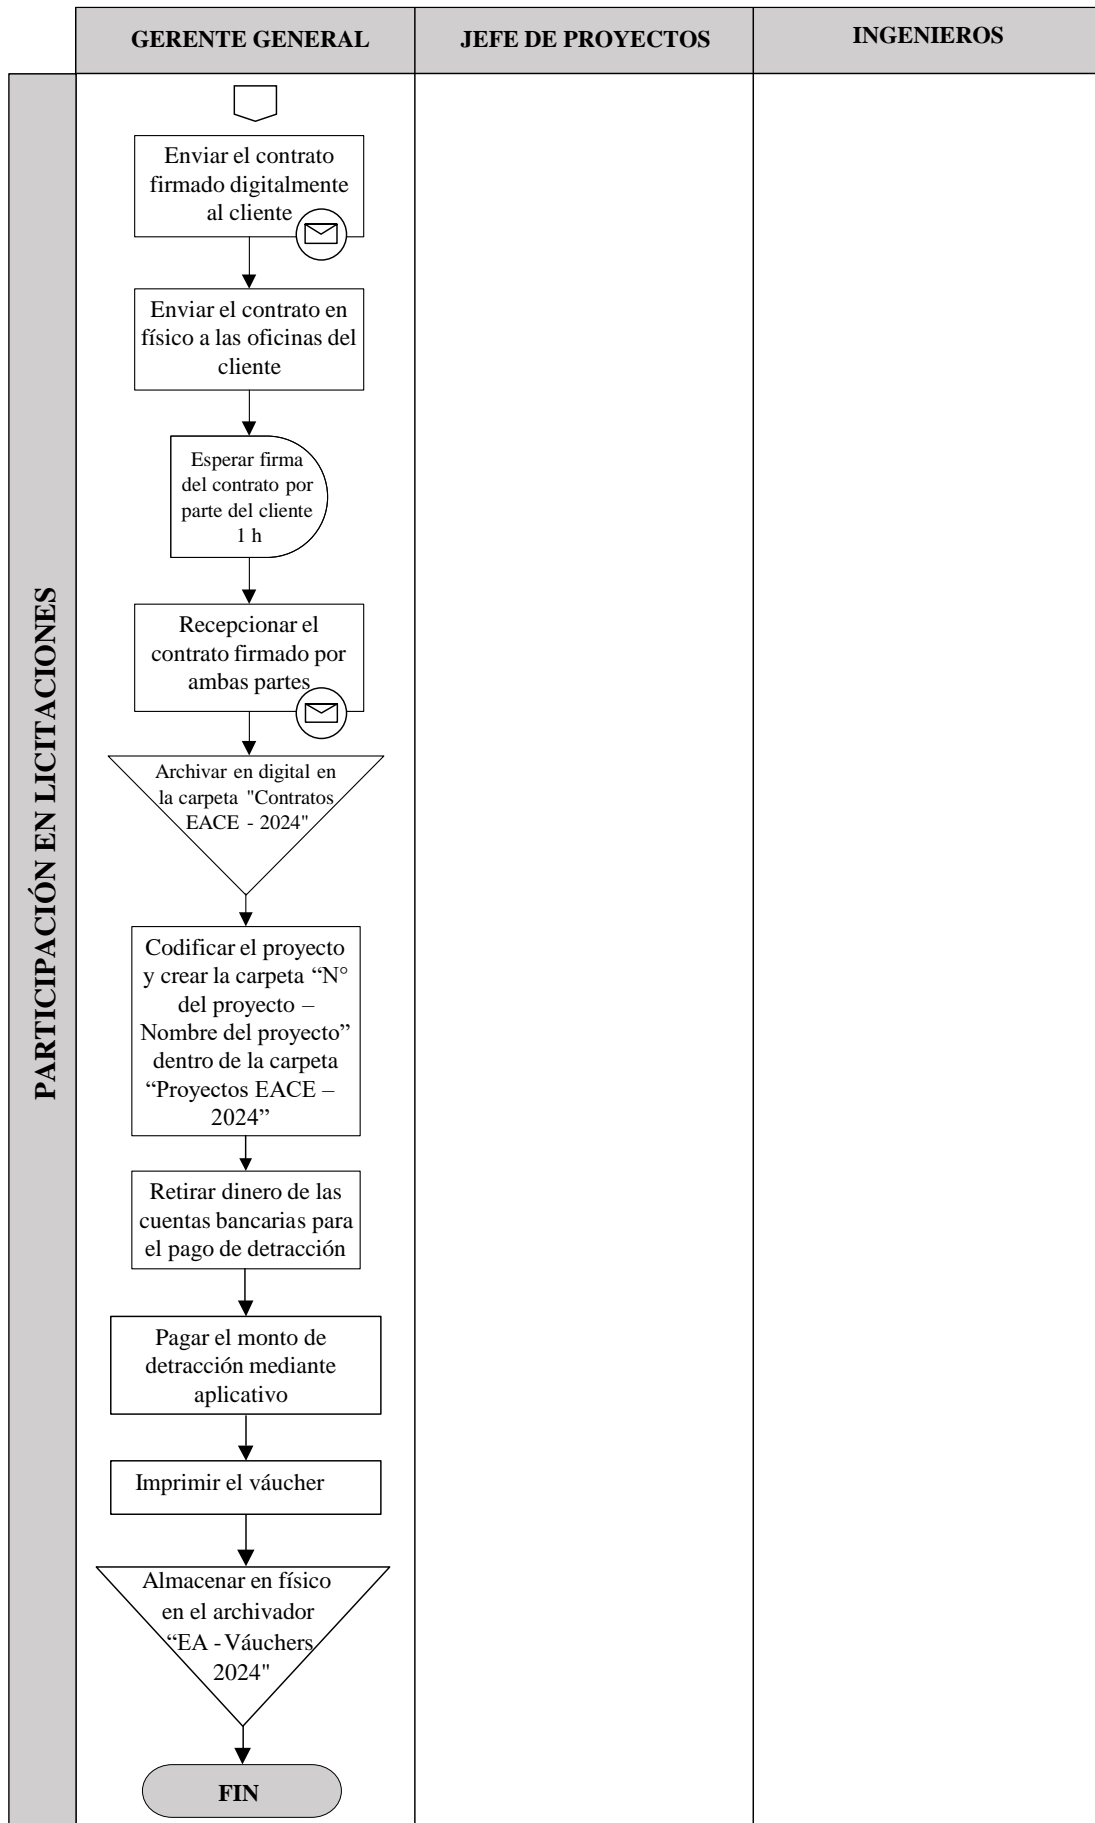 GERENTE GENERAL
JEFE DE PROYECTOS
INGENIEROS
PARTICIPACIÓN EN LICITACIONES
Enviar el contrato
firmado digitalmente
al cliente
Enviar el contrato en
físico a las oficinas del
cliente
Esperar firma
del contrato por
parte del cliente
1 h
Recepcionar el
contrato firmado por
ambas partes
Archivar en digital en
la carpeta "Contratos
EACE - 2024"
Codificar el proyecto
y crear la carpeta “N°
del proyecto –
Nombre del proyecto”
dentro de la carpeta
“Proyectos EACE –
2024”
Retirar dinero de las
cuentas bancarias para
el pago de detracción
Pagar el monto de
detracción mediante
aplicativo
Imprimir el váucher
Almacenar en físico
en el archivador
“EA - Váuchers
2024"
FIN